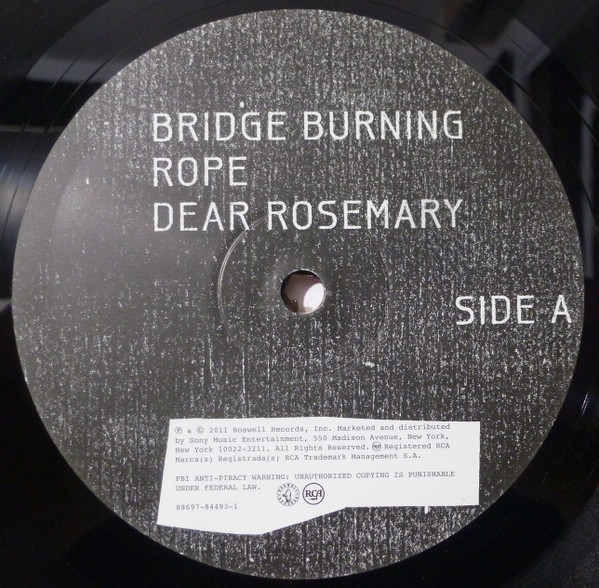 BRIDGE BURNING
ROPE
DEAR ROSEMARY
SIDE A
℗ & © 2011 Roswell Records, Inc. Marketed and distributed
by Sony Music Entertainment, 550 Madison Avenue, New York,
New York 10022-3211. All Rights Reserved. RCA Registered RCA
Marca(s) Registrada(s) RCA Trademark Management S.A.
FBI ANTI-PIRACY WARNING: UNAUTHORIZED COPYING IS PUNISHABLE
UNDER FEDERAL LAW.
RCA
88697-84493-1